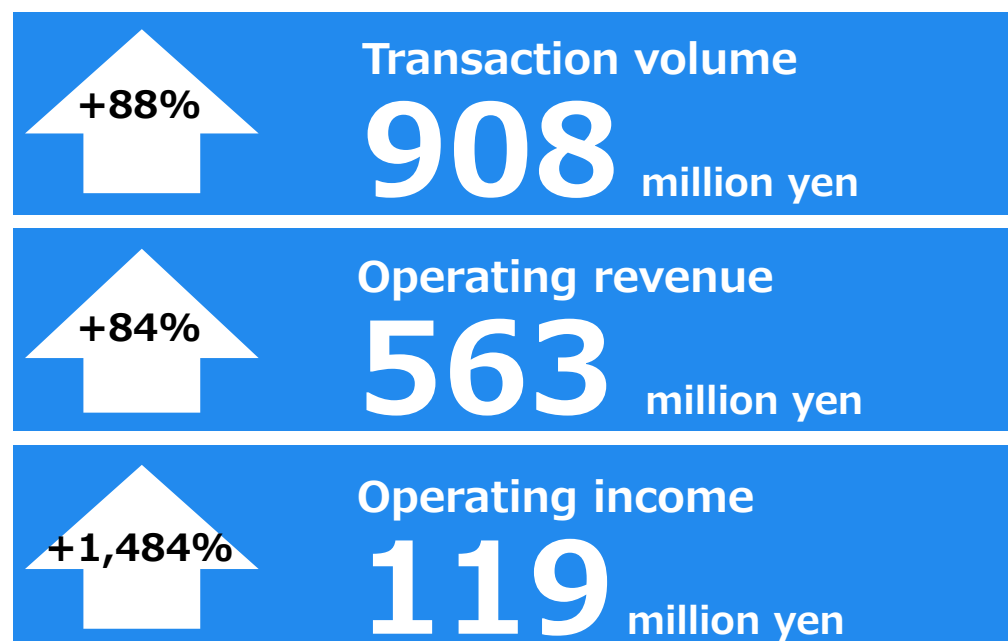 +88%
Transaction volume
908 million yen
+84%
Operating revenue
563 million yen
+1,484%
Operating income
119 million yen